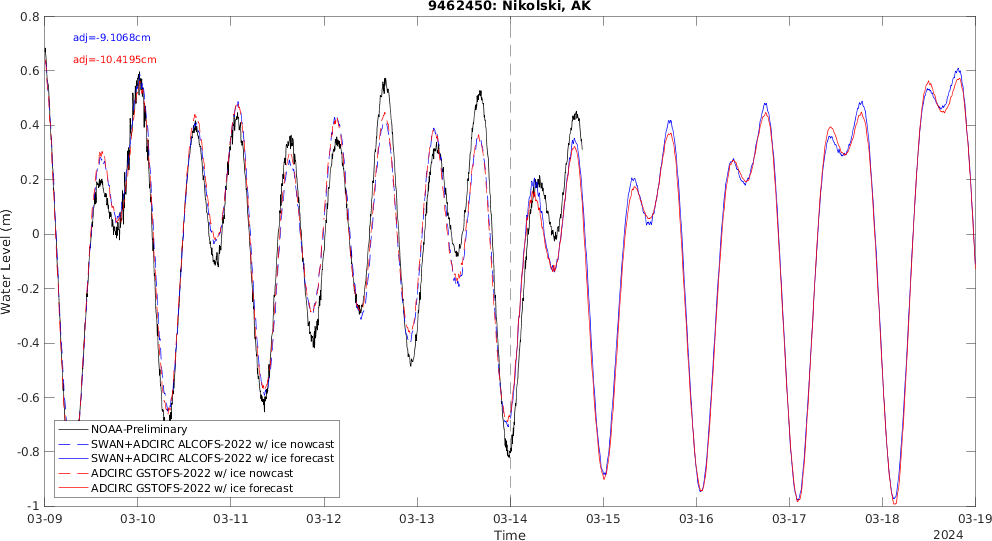 9462450: Nikolski, AK
adj=-9.1068cm
adj=-10.4195cm
Water Level (m)
0.8
0.6
0.4
0.2
0
-0.2
-0.4
-0.6
-0.8
-1
NOAA-Preliminary
SWAN+ADCIRC ALCOFS-2022 w/ ice nowcast
SWAN+ADCIRC ALCOFS-2022 w/ ice forecast
ADCIRC GSTOFS-2022 w/ ice nowcast
ADCIRC GSTOFS-2022 w/ ice forecast
03-09 03-10 03-11 03-12 03-13 03-14 03-15 03-16 03-17 03-18 03-19
Time
2024